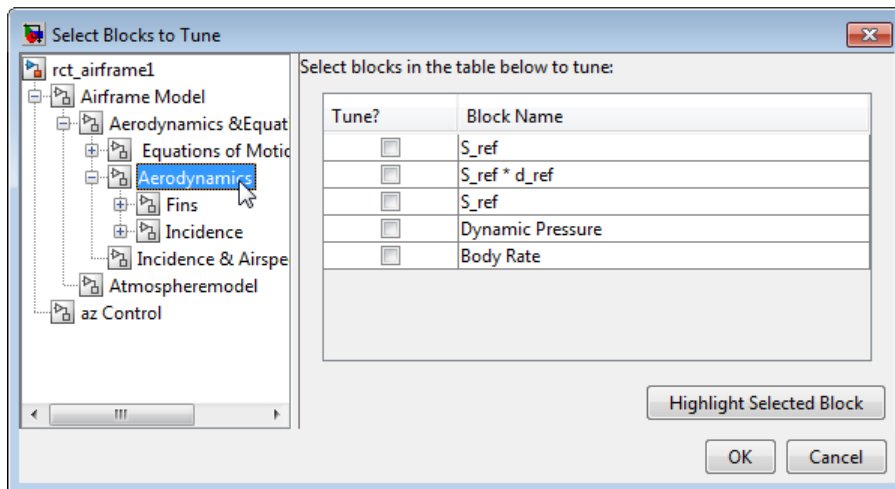 Select Blocks to Tune
rct_airframe1
Airframe Model
Aerodynamics &Equat
Equations of Motic
Aerodynamics
Fins
Incidence
Incidence & Airspe
Atmospheremodel
az Control
Select blocks in the table below to tune:
Tune? Block Name
S_ref
S_ref * d_ref
S_ref
Dynamic Pressure
Body Rate
Highlight Selected Block
OK Cancel